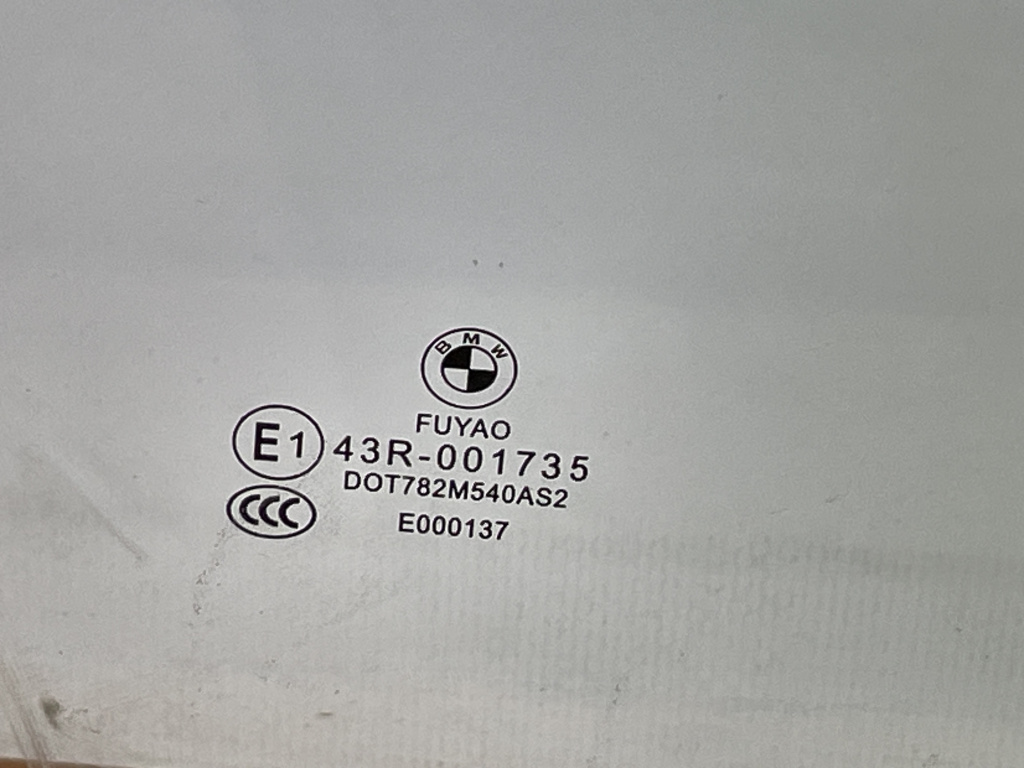 BMW
FUYAO
E1 43R-001735
DOT782M540AS2
CCC
E000137